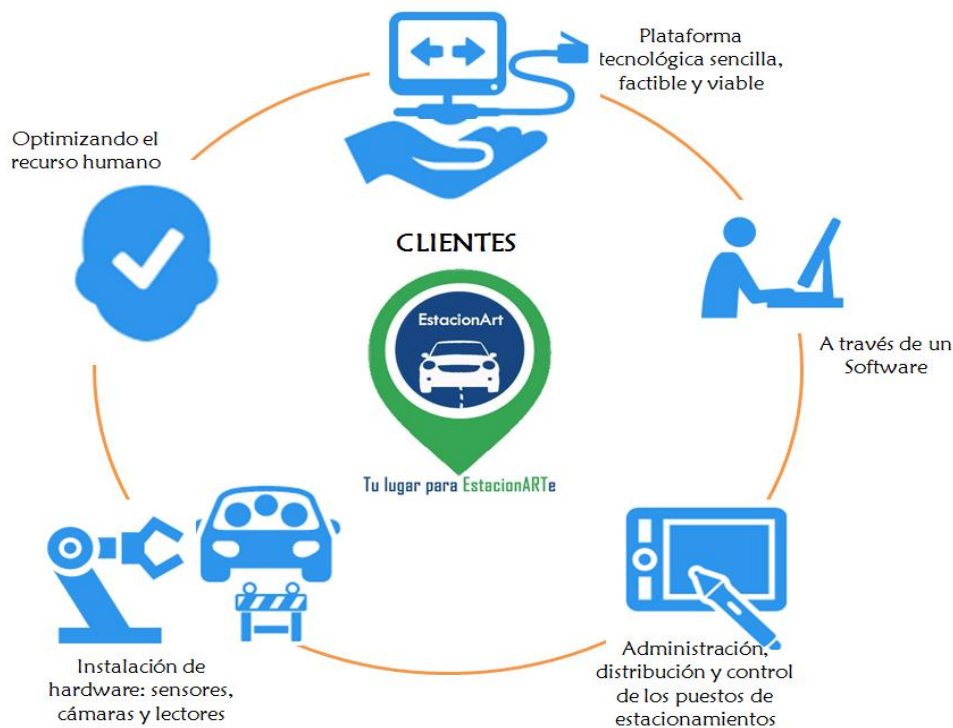 Plataforma
tecnológica sencilla,
factible y viable
Optimizando el
recurso humano
CLIENTES
EstacionArt
A través de un
Software
Tu lugar para EstacionARTe
Instalación de
hardware: sensores,
cámaras y lectores
Administración,
distribución y control
de los puestos de
estacionamientos